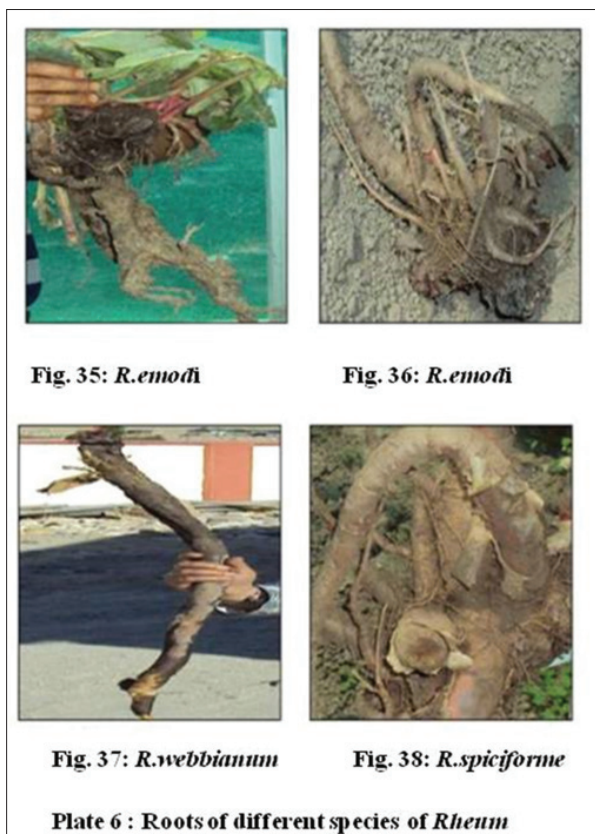 Fig. 35: R.emodi
Fig. 36: R.emodi
Fig. 37: R.webbianum
Fig. 38: R.spiciforme
Plate 6 : Roots of different species of Rheum